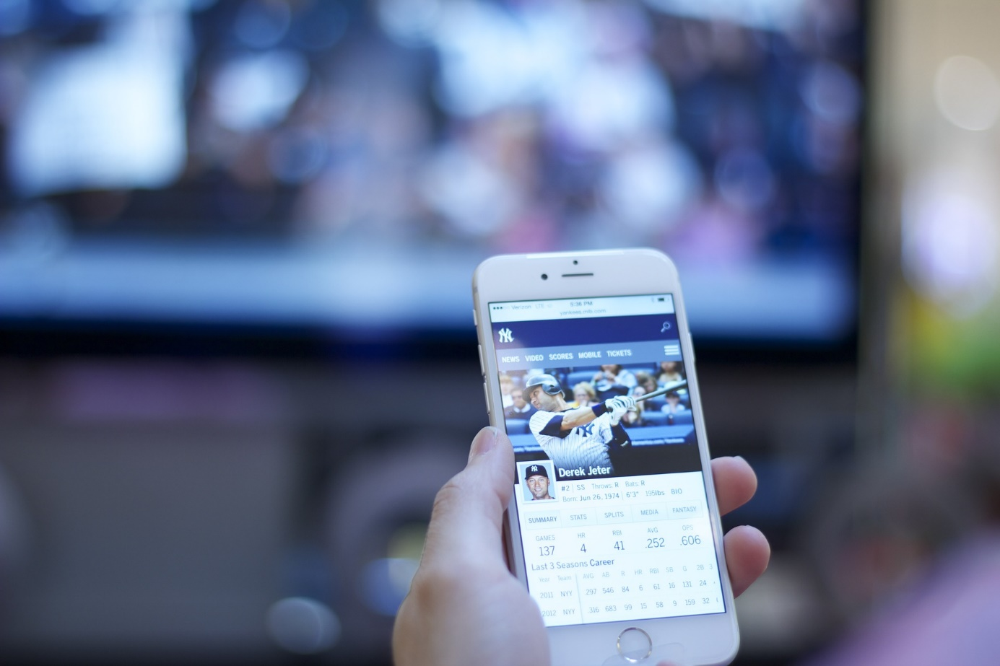 Verizon LTE 5:36 PM
yankees.mlb.com
NY
NEWS VIDEO SCORES MOBILE TICKETS
NY
Derek Jeter
#2 | SS Throws: R Bats: R
Born: Jun 26, 1974 | 6'3" 195lbs BIO
SUMMARY STATS SPLITS MEDIA FANTASY
GAMES HR RBI AVG OPS
137 4 41 .252 .606
Last 3 Seasons Career
Year Team AVG AB R HR RBI SB G 2B 3
2011 NYY .297 546 84 6 61 16 131 24
2012 NYY .316 683 99 15 58 9 159 32